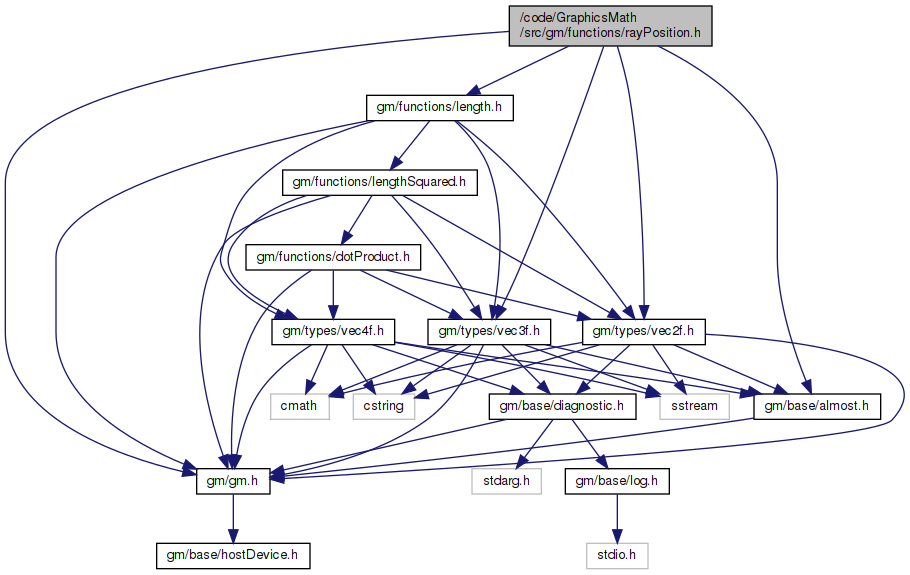 /code/GraphicsMath
/src/gm/functions/rayPosition.h
gm/functions/length.h
gm/functions/lengthSquared.h
gm/functions/dotProduct.h
gm/types/vec4f.h
gm/types/vec3f.h
gm/types/vec2f.h
cmath
cstring
gm/base/diagnostic.h
sstream
gm/base/almost.h
gm/gm.h
stdarg.h
gm/base/log.h
gm/base/hostDevice.h
stdio.h